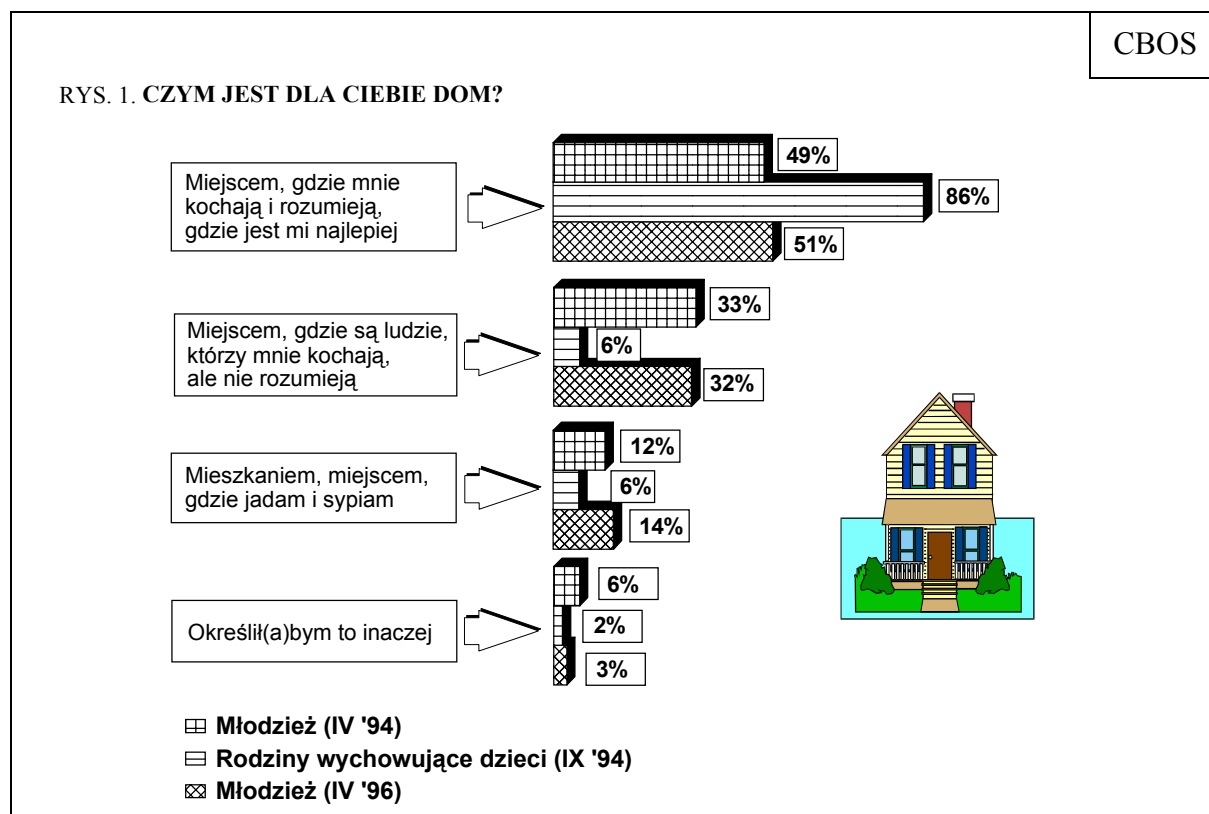 CBOS
RYS. 1. CZYM JEST DLA CIEBIE DOM?
Miejscem, gdzie mnie
kochają i rozumieją,
gdzie jest mi najlepiej
49%
86%
51%
Miejscem, gdzie są ludzie,
którzy mnie kochają,
ale nie rozumieją
33%
6%
32%
Mieszkaniem, miejscem,
gdzie jadam i sypiam
12%
6%
14%
Określił(a)bym to inaczej
6%
2%
3%
Młodzież (IV '94)
Rodziny wychowujące dzieci (IX '94)
Młodzież (IV '96)